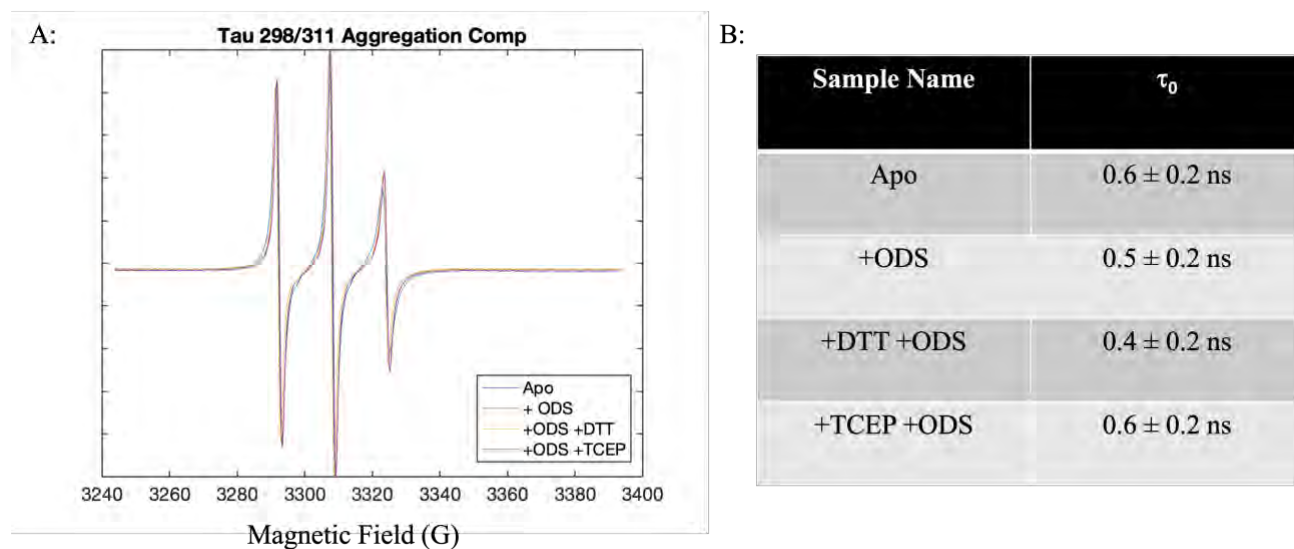 A:
Tau 298/311 Aggregation Comp
Apo
+ ODS
+ODS +DTT
+ODS +TCEP
3240 3260 3280 3300 3320 3340 3360 3380 3400
Magnetic Field (G)
B:
Sample Name τ₀
Apo 0.6 ± 0.2 ns
+ODS 0.5 ± 0.2 ns
+DTT +ODS 0.4 ± 0.2 ns
+TCEP +ODS 0.6 ± 0.2 ns